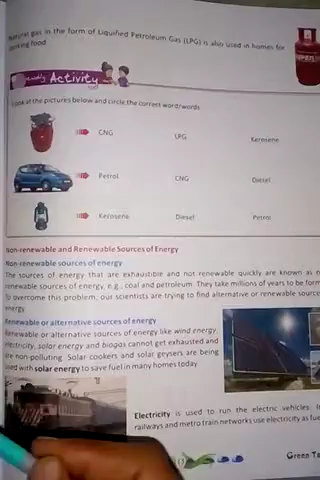 Natural gas in the form of Liquified Petroleum Gas (LPG) is also used in homes for
cooking food
Activity
Look at the pictures below and circle the correct word/words
CNG LPG Kerosene
Petrol CNG Diesel
Kerosene Diesel Petrol
Non-renewable and Renewable Sources of Energy
Non-renewable sources of energy
The sources of energy that are exhaustible and not renewable quickly are known as
renewable sources of energy, e.g., coal and petroleum. They take millions of years to be
To overcome this problem, our scientists are trying to find alternative or renewable
energy
Renewable or alternative sources of energy
Renewable or alternative sources of energy like wind energy,
electricity, solar energy and biogas cannot get exhausted and
are non-polluting. Solar cookers and solar geysers are being
used with solar energy to save fuel in many homes today
Electricity is used to run the electric vehicles.
railways and metro train networks use electricity as
Green